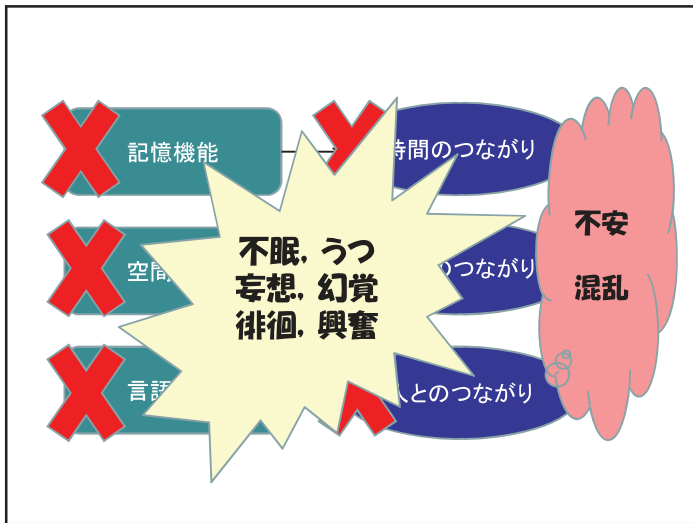 記憶機能
時間のつながり
空間
のつながり
言語
人とのつながり
不眠，うつ
妄想，幻覚
徘徊，興奮
不安
混乱